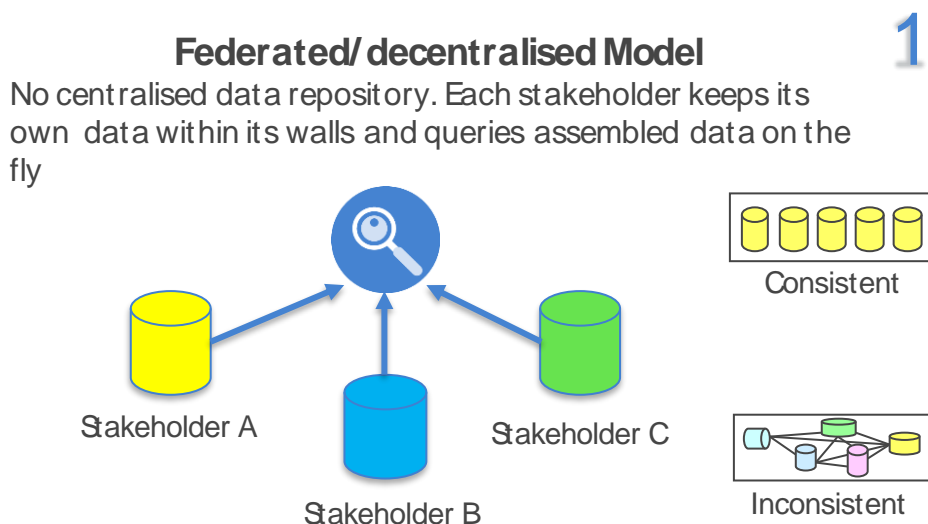 1
Federated/decentralised Model
No centralised data repository. Each stakeholder keeps its
own data within its walls and queries assembled data on the
fly
Consistent
Stakeholder A
Stakeholder C
Stakeholder B
Inconsistent